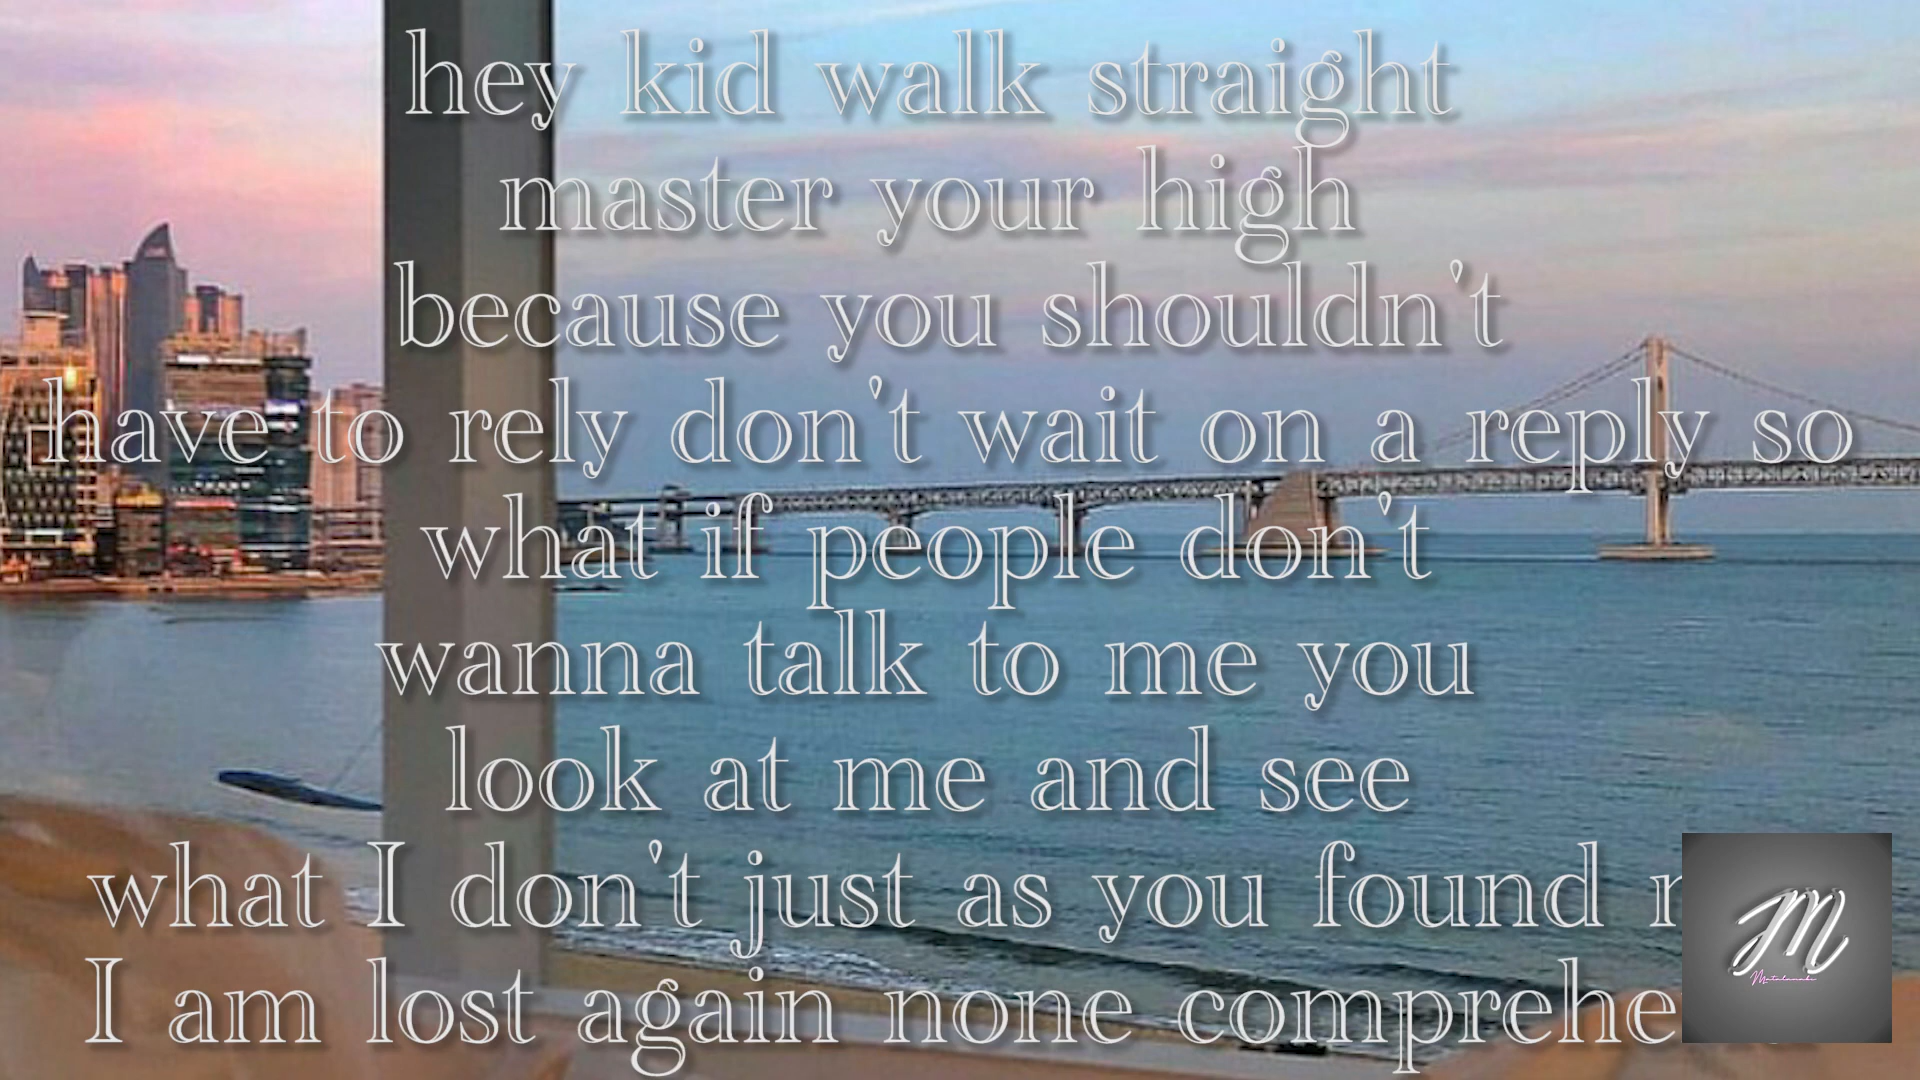 hey kid walk straight
master your high
because you shouldn't
have to rely don't wait on a reply so
what if people don't
wanna talk to me you
look at me and see
what I don't just as you found
I am lost again none
M